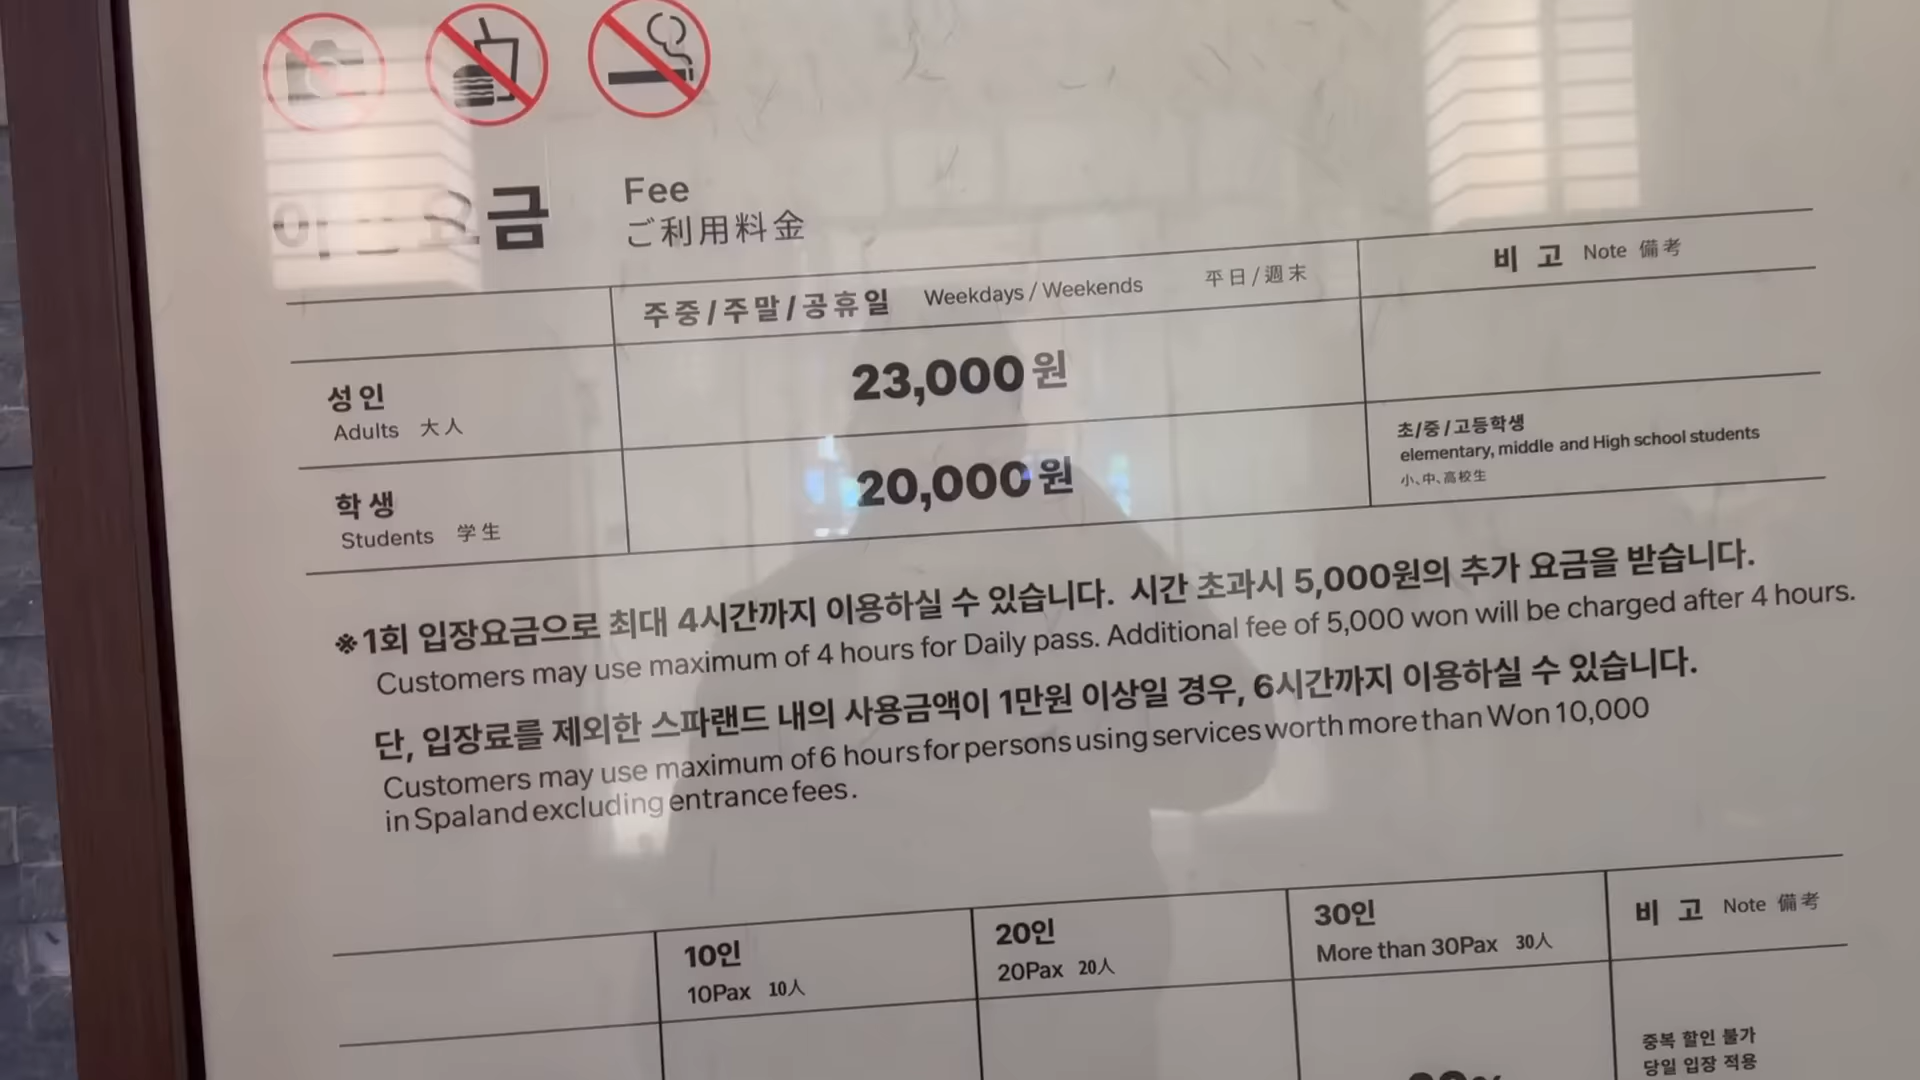 요금
Fee
ご利用料金
주중/주말/공휴일 Weekdays / Weekends 平日/週末
비 고 Note 備考
성인
Adults 大人
23,000원
학생
Students 学生
20,000원
초/중/고등학생
elementary, middle and High school students
小、中、高校生
※1회 입장요금으로 최대 4시간까지 이용하실 수 있습니다. 시간 초과시 5,000원의 추가 요금을 받습니다.
Customers may use maximum of 4 hours for Daily pass. Additional fee of 5,000 won will be charged after 4 hours.
단, 입장료를 제외한 스파랜드 내의 사용금액이 1만원 이상일 경우, 6시간까지 이용하실 수 있습니다.
Customers may use maximum of 6 hours for persons using services worth more than Won 10,000
in Spaland excluding entrance fees.
10인
10Pax 10人
20인
20Pax 20人
30인
More than 30Pax 30人
비 고 Note 備考
중복 할인 불가
당일 입장 적용